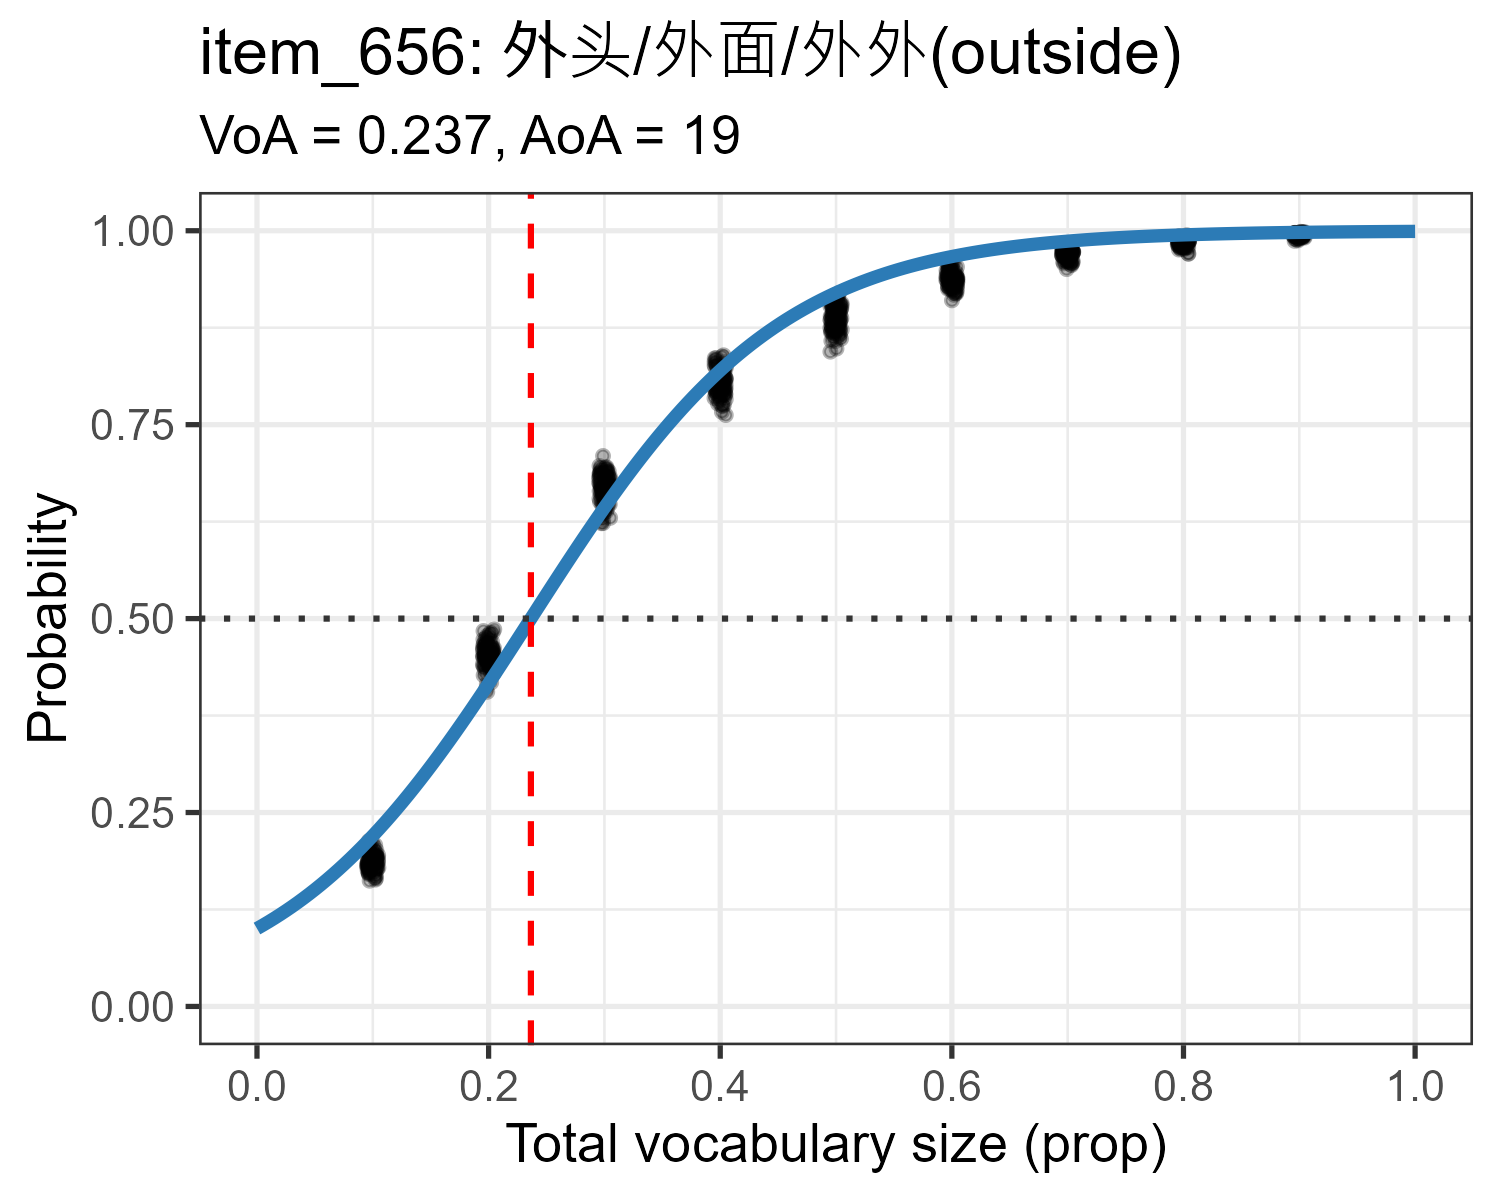 item_656: 外头/外面/外外(outside)
VoA = 0.237, AoA = 19
1.00
0.75
0.50
0.25
0.00
Probability
0.0 0.2 0.4 0.6 0.8 1.0
Total vocabulary size (prop)